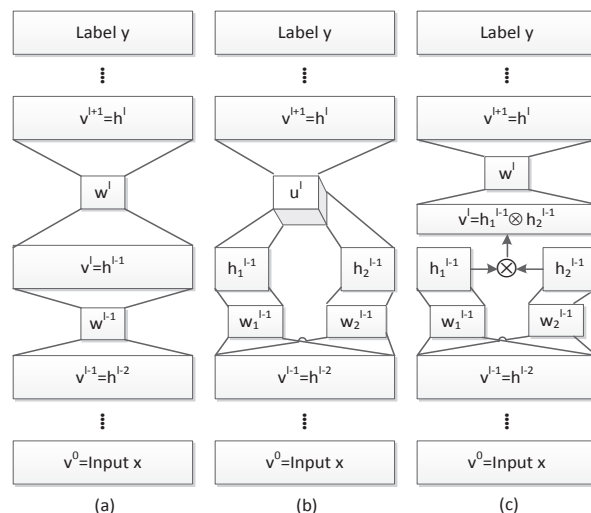 Label y
v^{l+1}=h^l
w^l
v^l=h^{l-1}
w^{l-1}
v^{l-1}=h^{l-2}
v^0=Input x
(a)
Label y
v^{l+1}=h^l
u^l
h_1^{l-1} h_2^{l-1}
w_1^{l-1} w_2^{l-1}
v^{l-1}=h^{l-2}
v^0=Input x
(b)
Label y
v^{l+1}=h^l
w^l
v^l=h_1^{l-1}⊗h_2^{l-1}
h_1^{l-1} ⊗ h_2^{l-1}
w_1^{l-1} w_2^{l-1}
v^{l-1}=h^{l-2}
v^0=Input x
(c)